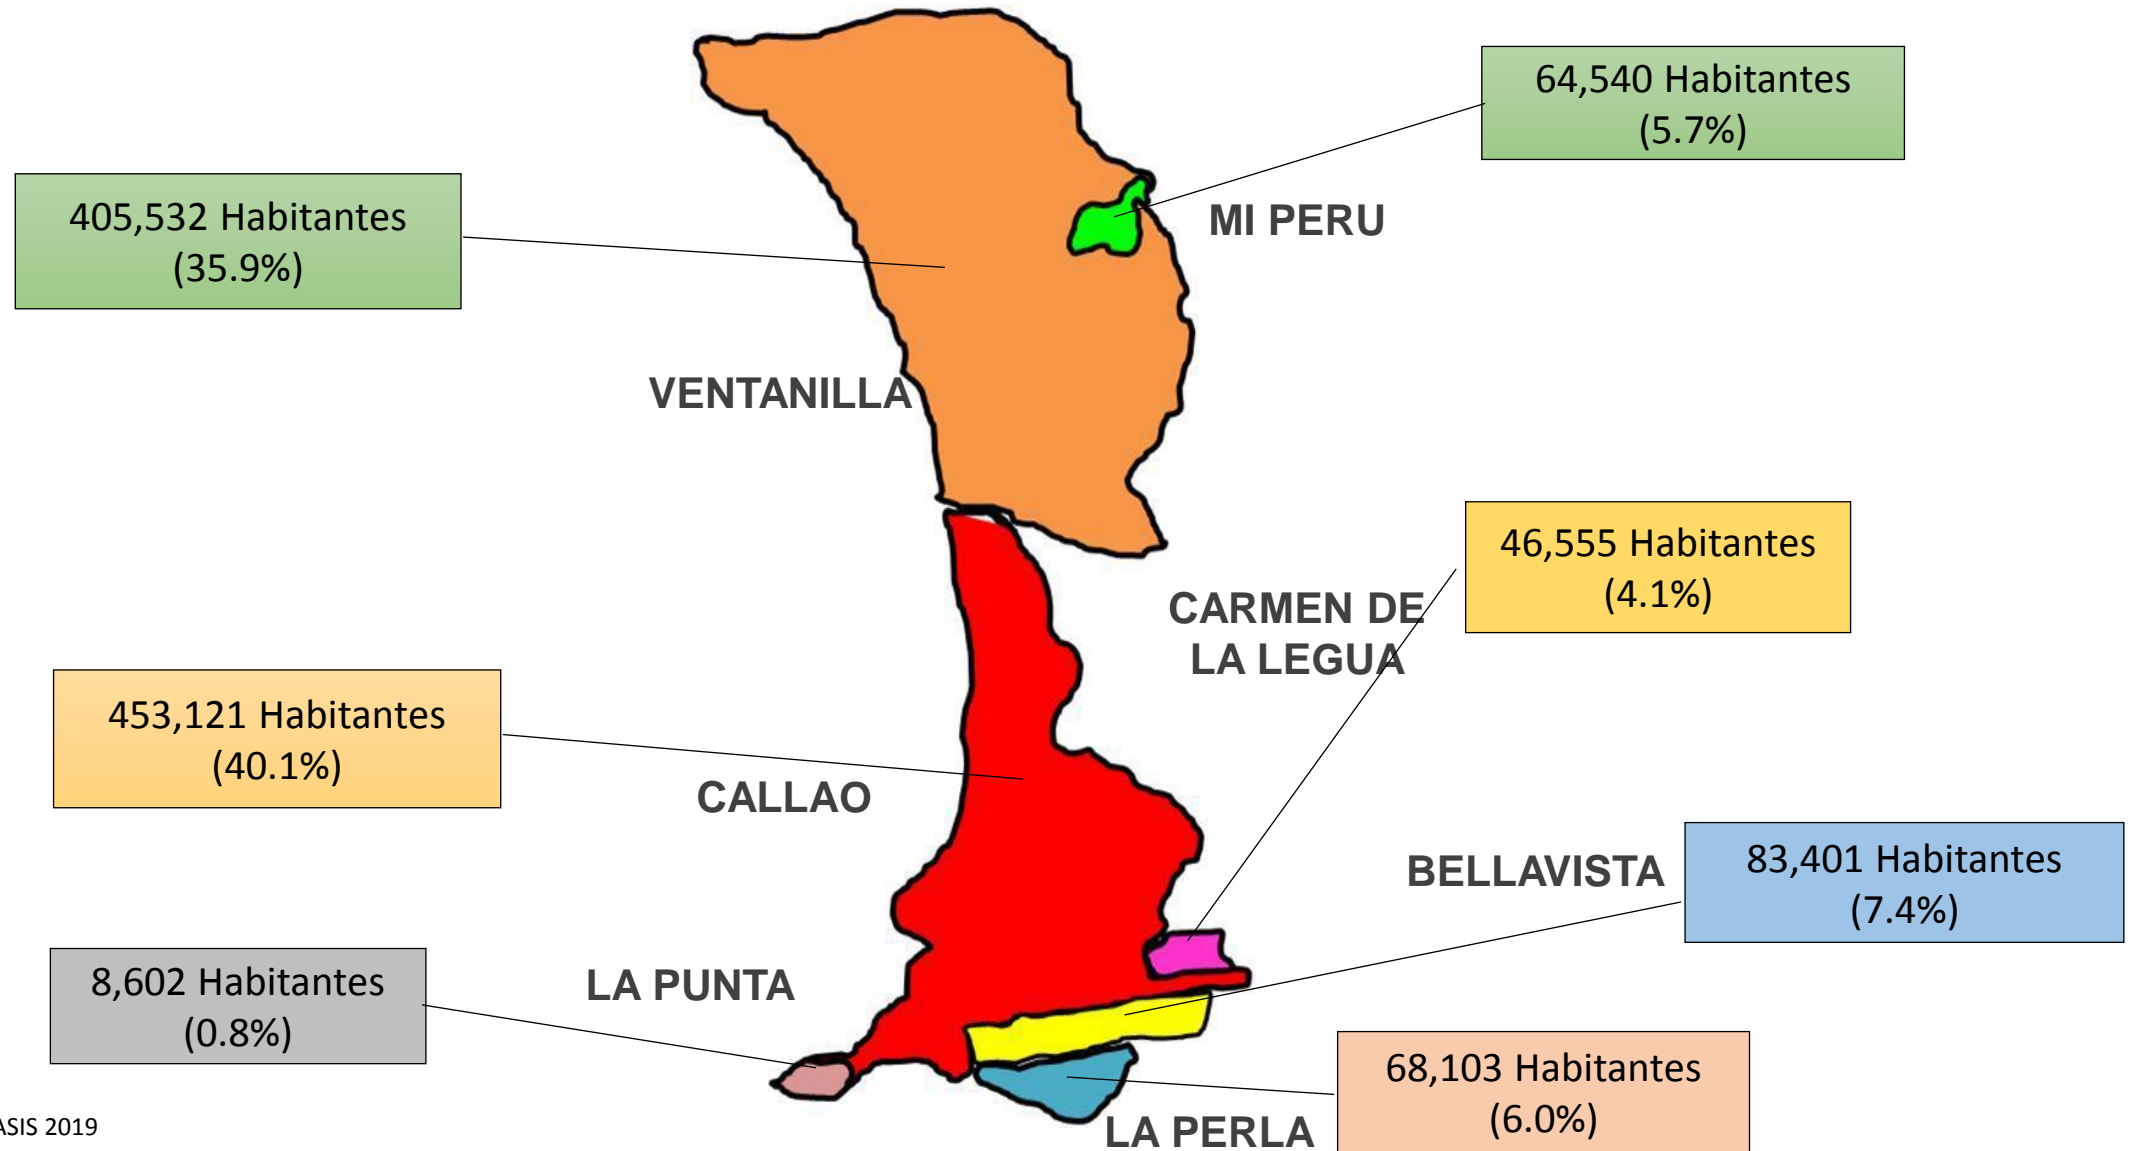 64,540 Habitantes
(5.7%)
MI PERU
405,532 Habitantes
(35.9%)
VENTANILLA
46,555 Habitantes
(4.1%)
CARMEN DE
LA LEGUA
453,121 Habitantes
(40.1%)
CALLAO
BELLAVISTA
83,401 Habitantes
(7.4%)
8,602 Habitantes
(0.8%)
LA PUNTA
68,103 Habitantes
(6.0%)
LA PERLA
ASIS 2019